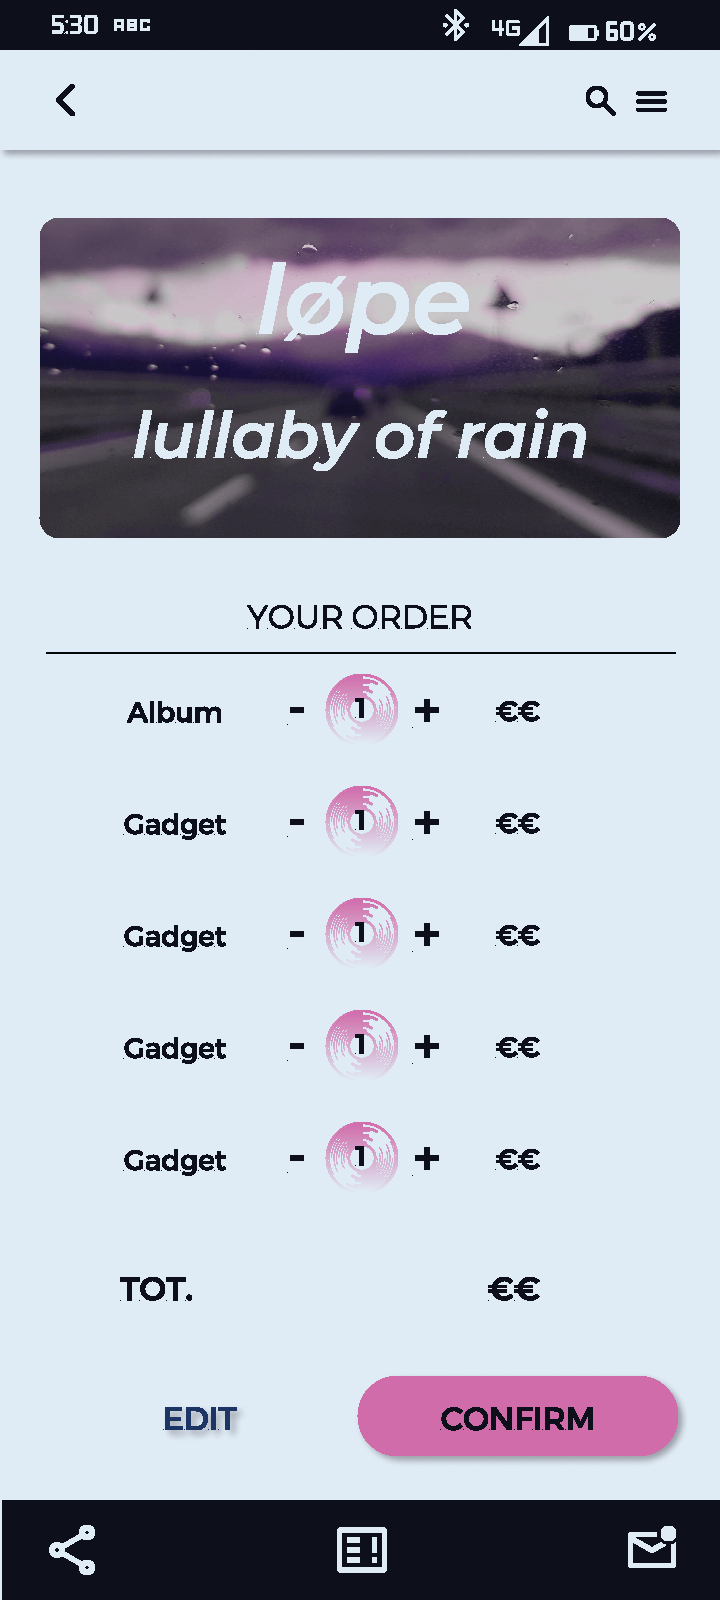 5:30 ABC 4G 60%
løpe
lullaby of rain
YOUR ORDER
Album - 1 + €€
Gadget - 1 + €€
Gadget - 1 + €€
Gadget - 1 + €€
Gadget - 1 + €€
TOT. €€
EDIT CONFIRM